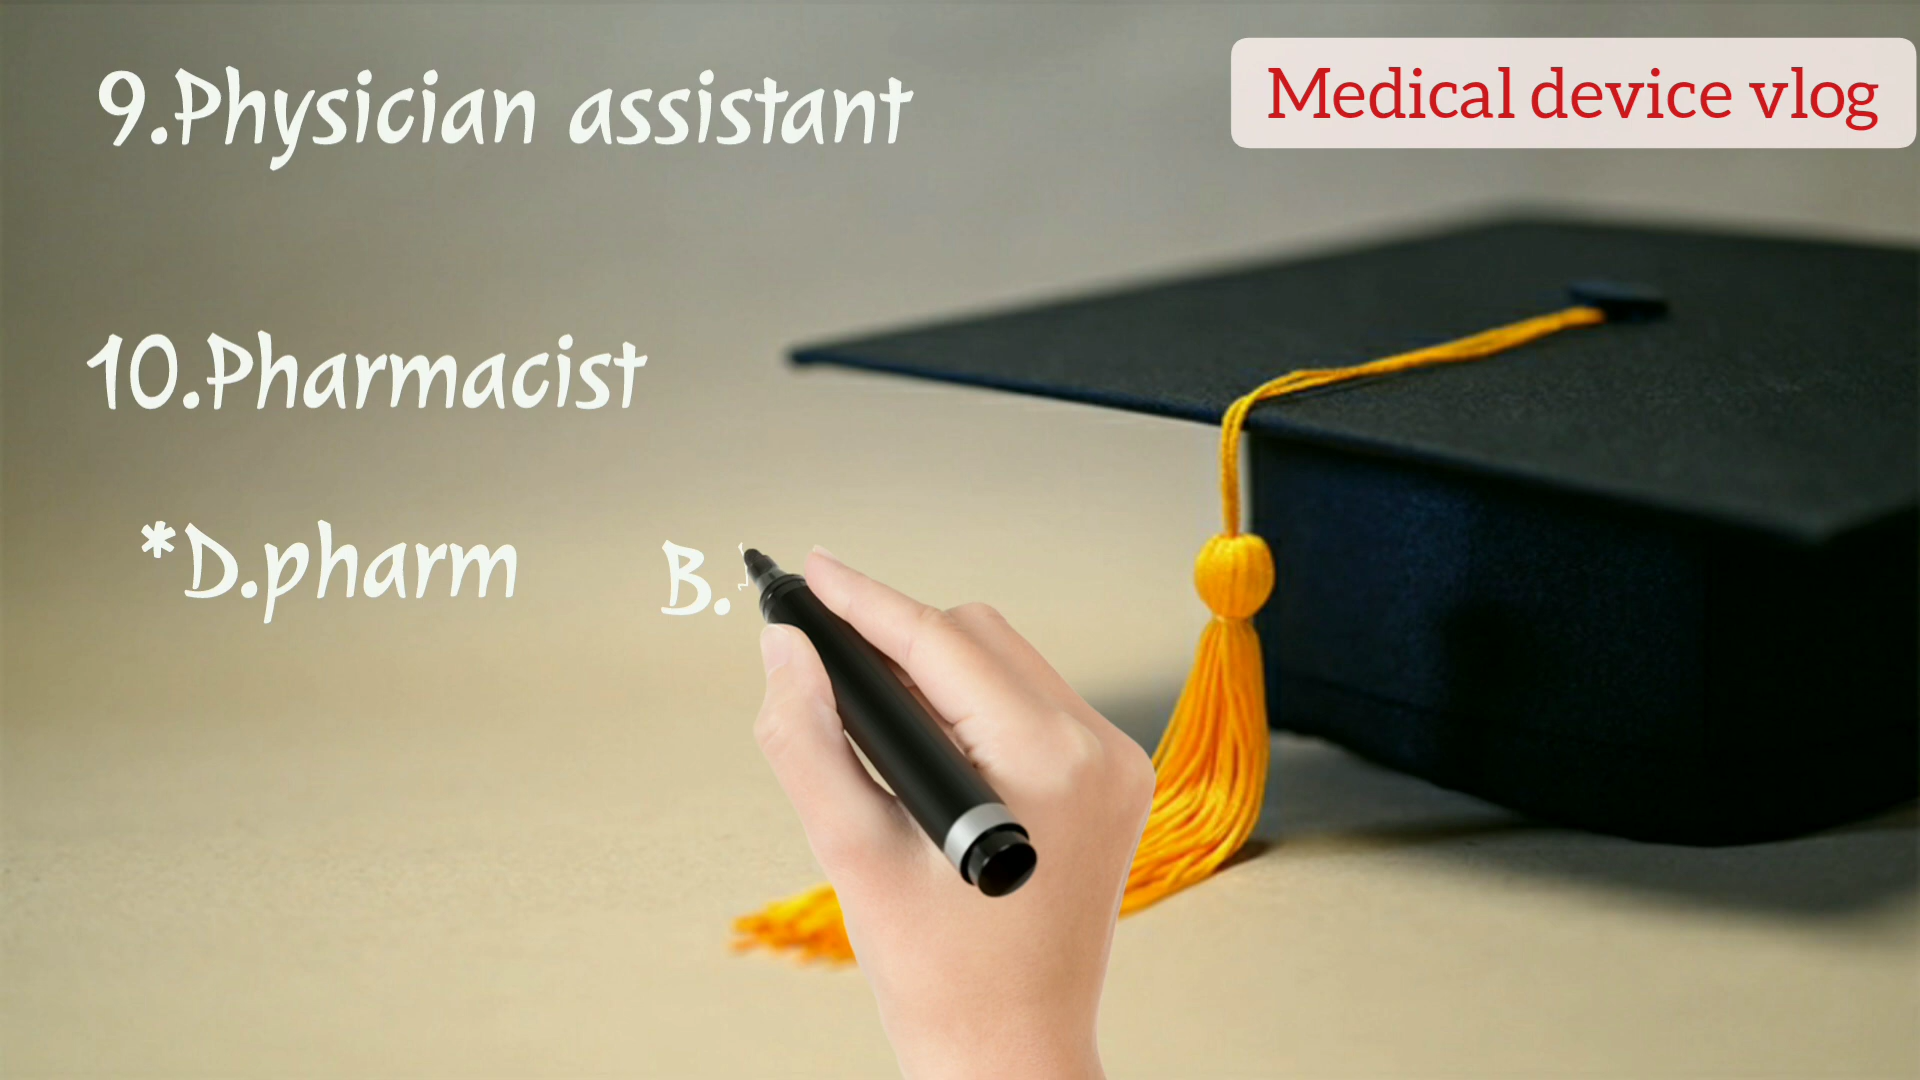 9.Physician assistant
Medical device vlog
10.Pharmacist
*D.pharm B.